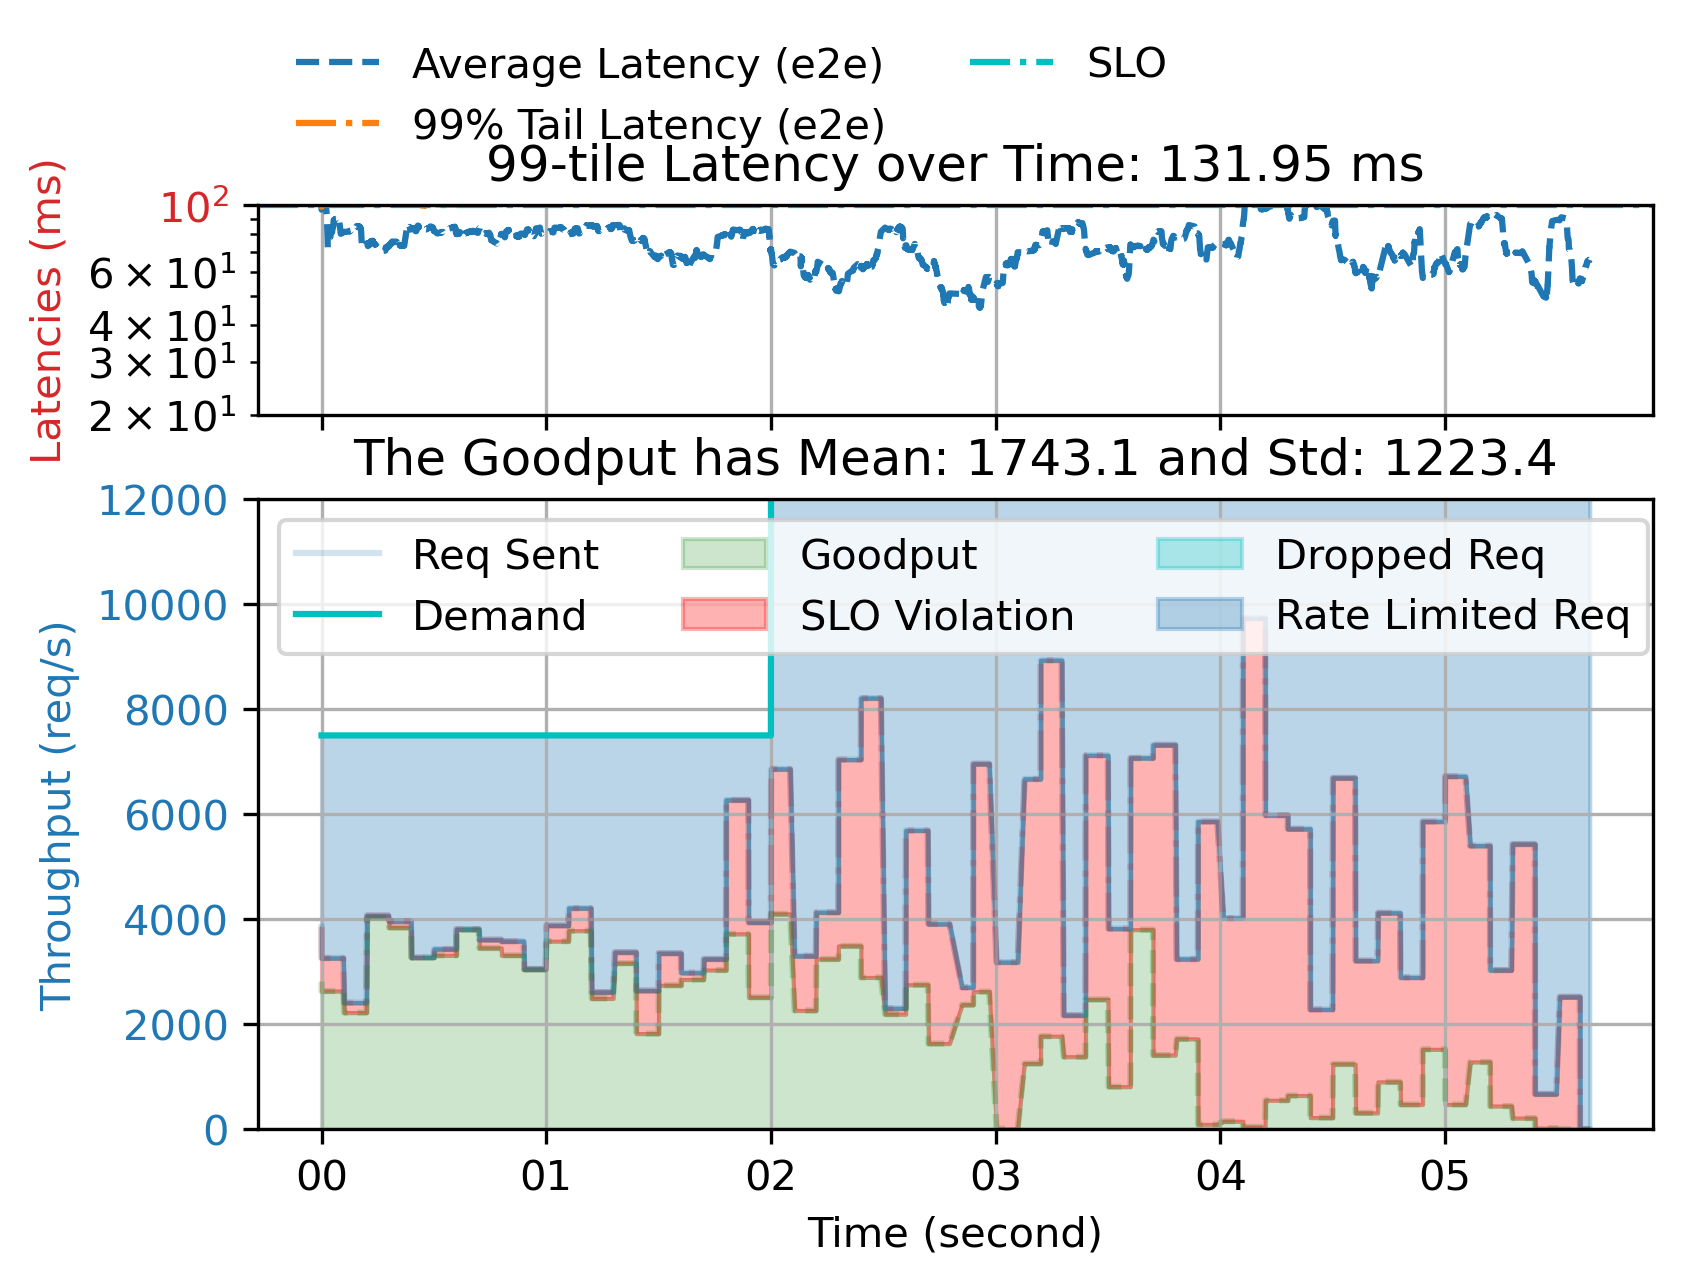 Average Latency (e2e)
SLO
99% Tail Latency (e2e)
99-tile Latency over Time: 131.95 ms
Latencies (ms)
10²
6 × 10¹
4 × 10¹
3 × 10¹
2 × 10¹
The Goodput has Mean: 1743.1 and Std: 1223.4
Throughput (req/s)
12000
10000
8000
6000
4000
2000
0
Req Sent
Goodput
Dropped Req
Demand
SLO Violation
Rate Limited Req
00 01 02 03 04 05
Time (second)